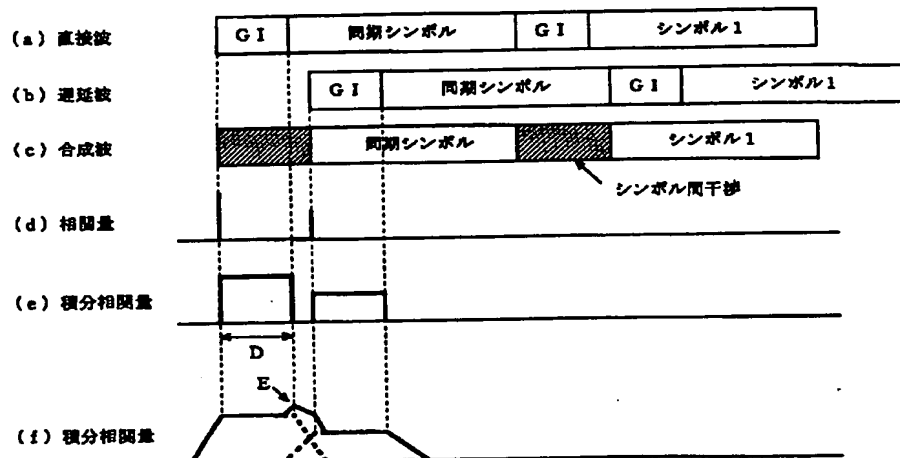 (a) 直接波 GI 同期シンボル GI シンボル1
(b) 遅延波 GI 同期シンボル GI シンボル1
(c) 合成波 同期シンボル シンボル1
シンボル間干渉
(d) 相関量
(e) 積分相関量
D
E
(f) 積分相関量